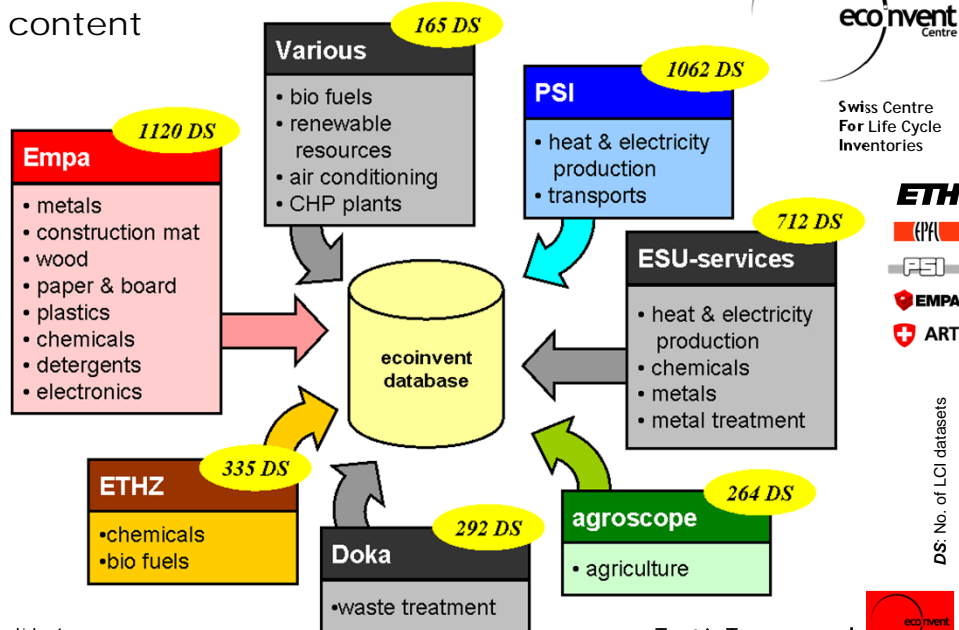 content
165 DS
Various
• bio fuels
• renewable
resources
• air conditioning
• CHP plants
1062 DS
PSI
• heat & electricity
production
• transports
ecoinvent
Centre
Swiss Centre
For Life Cycle
Inventories
1120 DS
Empa
• metals
• construction mat
• wood
• paper & board
• plastics
• chemicals
• detergents
• electronics
712 DS
ESU-services
• heat & electricity
production
• chemicals
• metals
• metal treatment
ETH
EPFL
PSI
EMPA
ART
ecoinvent
database
335 DS
ETHZ
•chemicals
•bio fuels
292 DS
Doka
•waste treatment
264 DS
agroscope
• agriculture
DS: No. of LCI datasets
ecoinvent